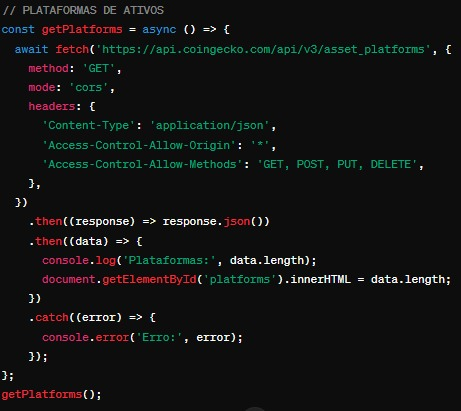 // PLATAFORMAS DE ATIVOS
const getPlatforms = async () => {
  await fetch('https://api.coingecko.com/api/v3/asset_platforms', {
    method: 'GET',
    mode: 'cors',
    headers: {
      'Content-Type': 'application/json',
      'Access-Control-Allow-Origin': '*',
      'Access-Control-Allow-Methods': 'GET, POST, PUT, DELETE',
    },
  })
    .then((response) => response.json())
    .then((data) => {
      console.log('Plataformas:', data.length);
      document.getElementById('platforms').innerHTML = data.length;
    })
    .catch((error) => {
      console.error('Erro:', error);
    });
};
getPlatforms();